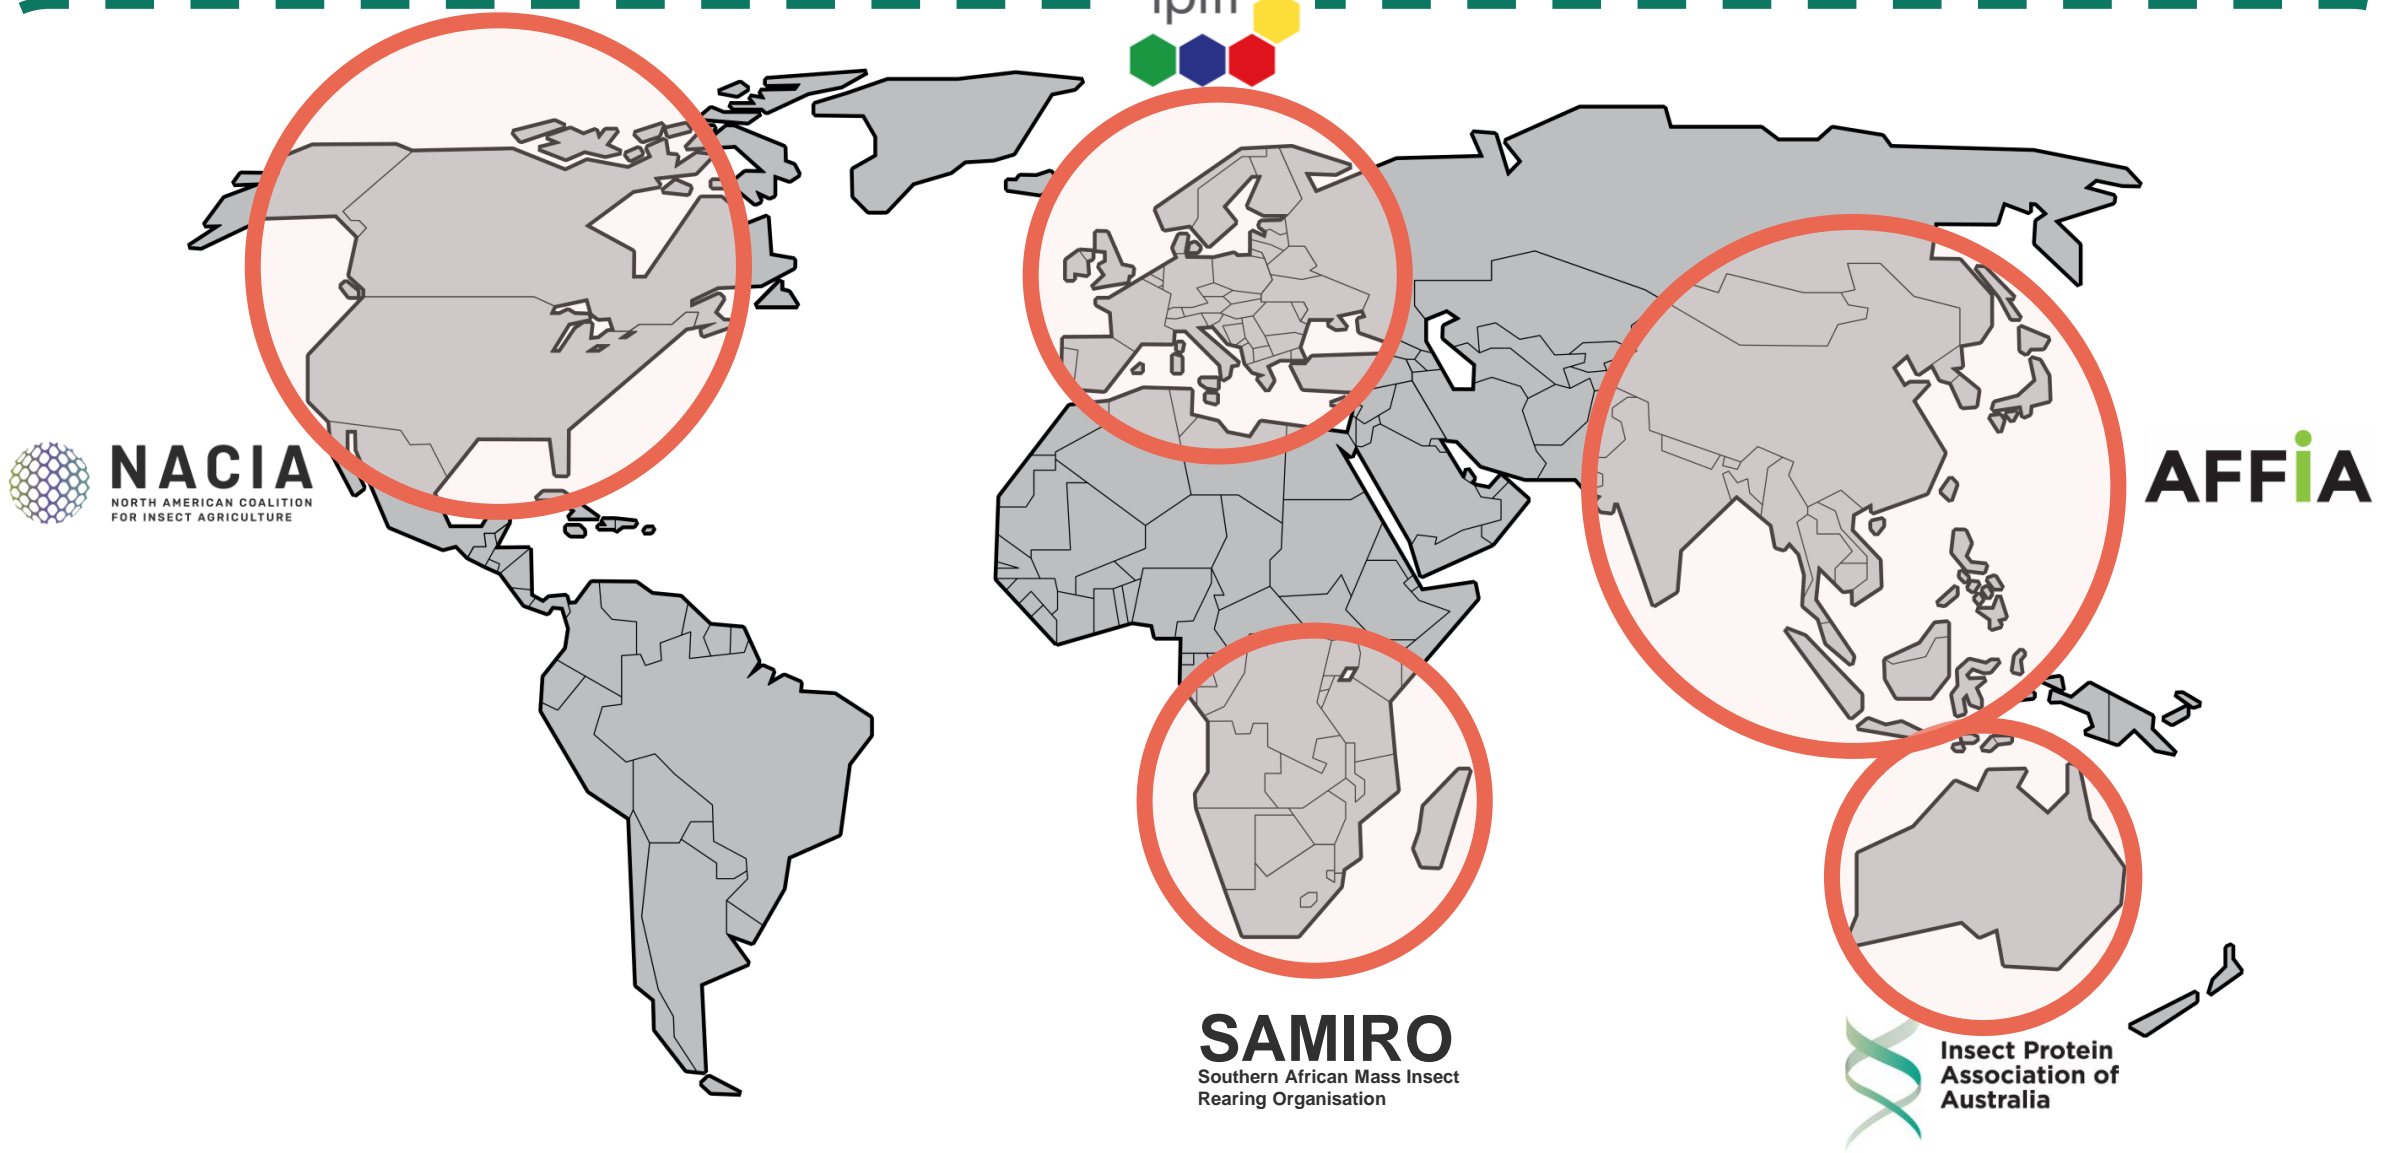 NACIA
NORTH AMERICAN COALITION
FOR INSECT AGRICULTURE
AFFiA
SAMIRO
Southern African Mass Insect
Rearing Organisation
Insect Protein
Association of
Australia